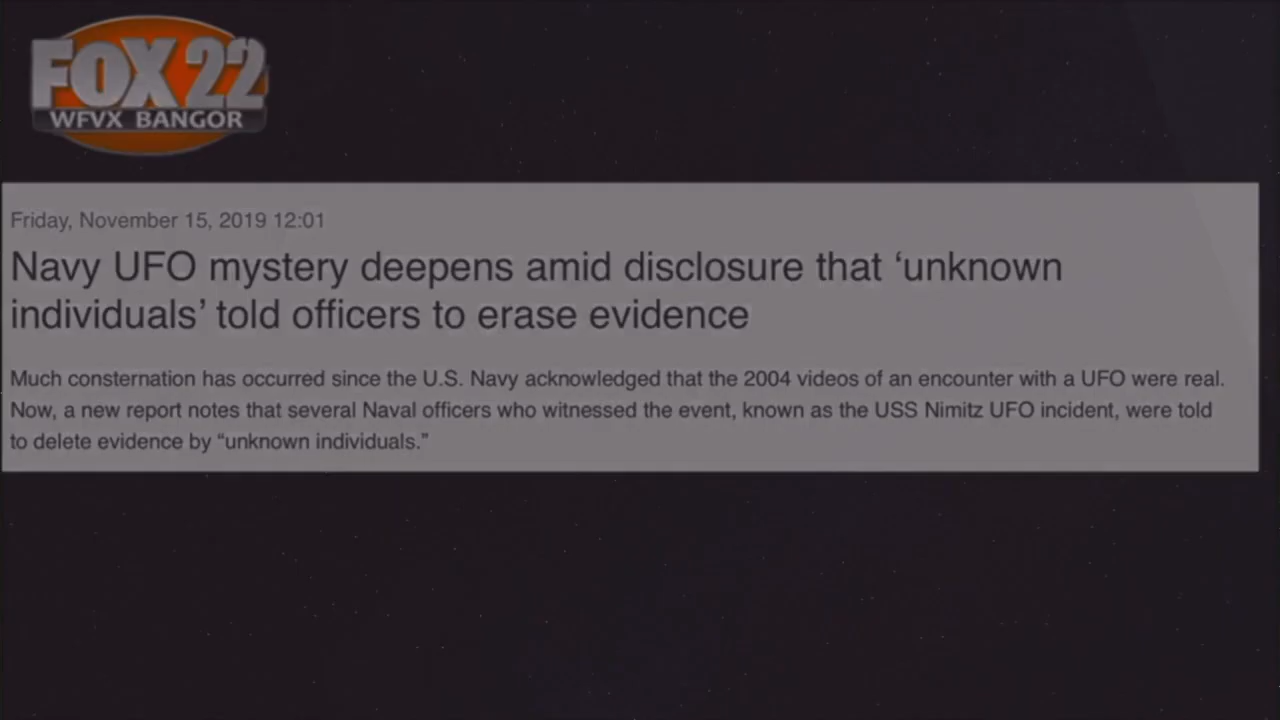 FOX 22
WFVX BANGOR
Friday, November 15, 2019 12:01
Navy UFO mystery deepens amid disclosure that ‘unknown
individuals’ told officers to erase evidence
Much consternation has occurred since the U.S. Navy acknowledged that the 2004 videos of an encounter with a UFO were real.
Now, a new report notes that several Naval officers who witnessed the event, known as the USS Nimitz UFO incident, were told
to delete evidence by “unknown individuals.”